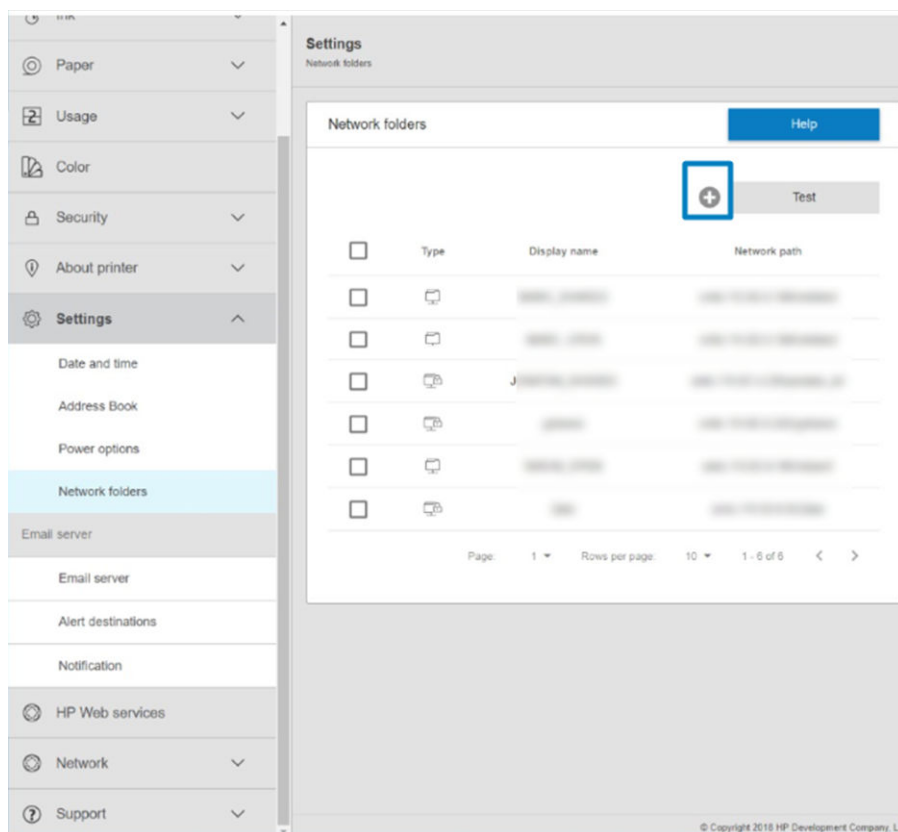 Ink
Paper
Usage
Color
Security
About printer
Settings
Date and time
Address Book
Power options
Network folders
Email server
Email server
Alert destinations
Notification
HP Web services
Network
Support
Settings
Network folders
Network folders
Help
Test
Type Display name Network path
J
Page: 1 Rows per page: 10 1 - 6 of 6
© Copyright 2018 HP Development Company, L